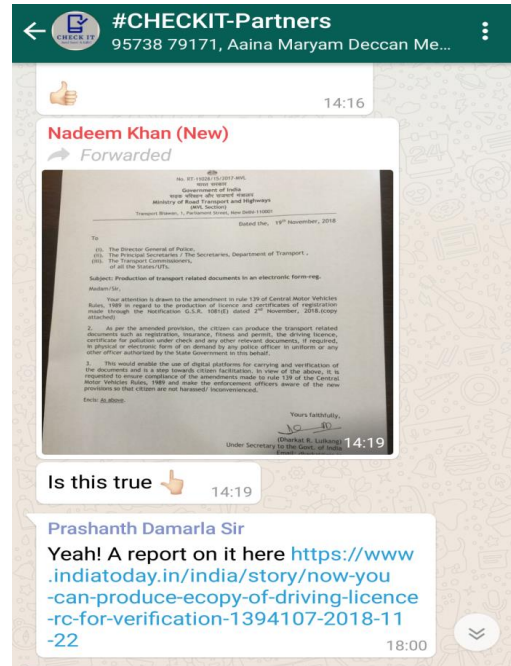 #CHECKIT-Partners
CHECK IT
95738 79171, Aaina Maryam Deccan Me...
14:16
Nadeem Khan (New)
Forwarded
No. RT-11028/15/2017-MVL
भारत सरकार
Government of India
सड़क परिवहन और राजमार्ग मंत्रालय
Ministry of Road Transport and Highways
(MVL Section)
Transport Bhawan, 1, Parliament Street, New Delhi-110001
Dated the, 19th November, 2018
To
(i). The Director General of Police,
(ii). The Principal Secretaries / The Secretaries, Department of Transport ,
(iii). The Transport Commissioners,
of all the States/UTs.
Subject: Production of transport related documents in an electronic form-reg.
Madam/Sir,
Your attention is drawn to the amendment in rule 139 of Central Motor Vehicles
Rules, 1989 in regard to the production of licence and certificates of registration
made through the Notification G.S.R. 1081(E) dated 2nd November, 2018.(copy
attached)
2. As per the amended provision, the citizen can produce the transport related
documents such as registration, insurance, fitness and permit, the driving licence,
certificate for pollution under check and any other relevant documents, if required,
in physical or electronic form of on demand by any police officer in uniform or any
other officer authorized by the State Government in this behalf.
3. This would enable the use of digital platforms for carrying and verification of
the documents and is a step towards citizen facilitation. In view of the above, it is
requested to ensure compliance of the amendments made to rule 139 of the Central
Motor Vehicles Rules, 1989 and make the enforcement officers aware of the new
provisions so that citizen are not harassed/ inconvenienced.
Encls: As above.
Yours faithfully,
(Dharkat R. Luikang)
Under Secretary to the Govt. of India
14:19
Is this true
14:19
Prashanth Damarla Sir
Yeah! A report on it here https://www
.indiatoday.in/india/story/now-you
-can-produce-ecopy-of-driving-licence
-rc-for-verification-1394107-2018-11
-22
18:00